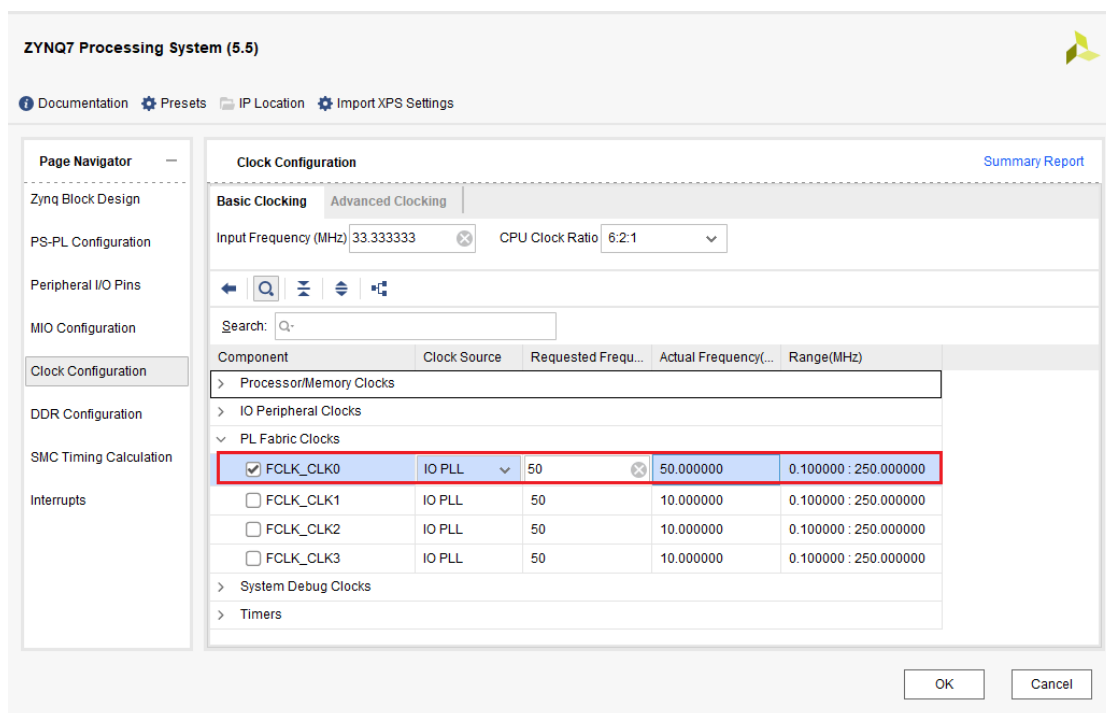 ZYNQ7 Processing System (5.5)
Documentation Presets IP Location Import XPS Settings
Page Navigator
Zynq Block Design
PS-PL Configuration
Peripheral I/O Pins
MIO Configuration
Clock Configuration
DDR Configuration
SMC Timing Calculation
Interrupts
Clock Configuration Summary Report
Basic Clocking Advanced Clocking
Input Frequency (MHz) 33.333333 CPU Clock Ratio 6:2:1
Search:
Component Clock Source Requested Frequ... Actual Frequency(... Range(MHz)
Processor/Memory Clocks
IO Peripheral Clocks
PL Fabric Clocks
FCLK_CLK0 IO PLL 50 50.000000 0.100000 : 250.000000
FCLK_CLK1 IO PLL 50 10.000000 0.100000 : 250.000000
FCLK_CLK2 IO PLL 50 10.000000 0.100000 : 250.000000
FCLK_CLK3 IO PLL 50 10.000000 0.100000 : 250.000000
System Debug Clocks
Timers
OK Cancel